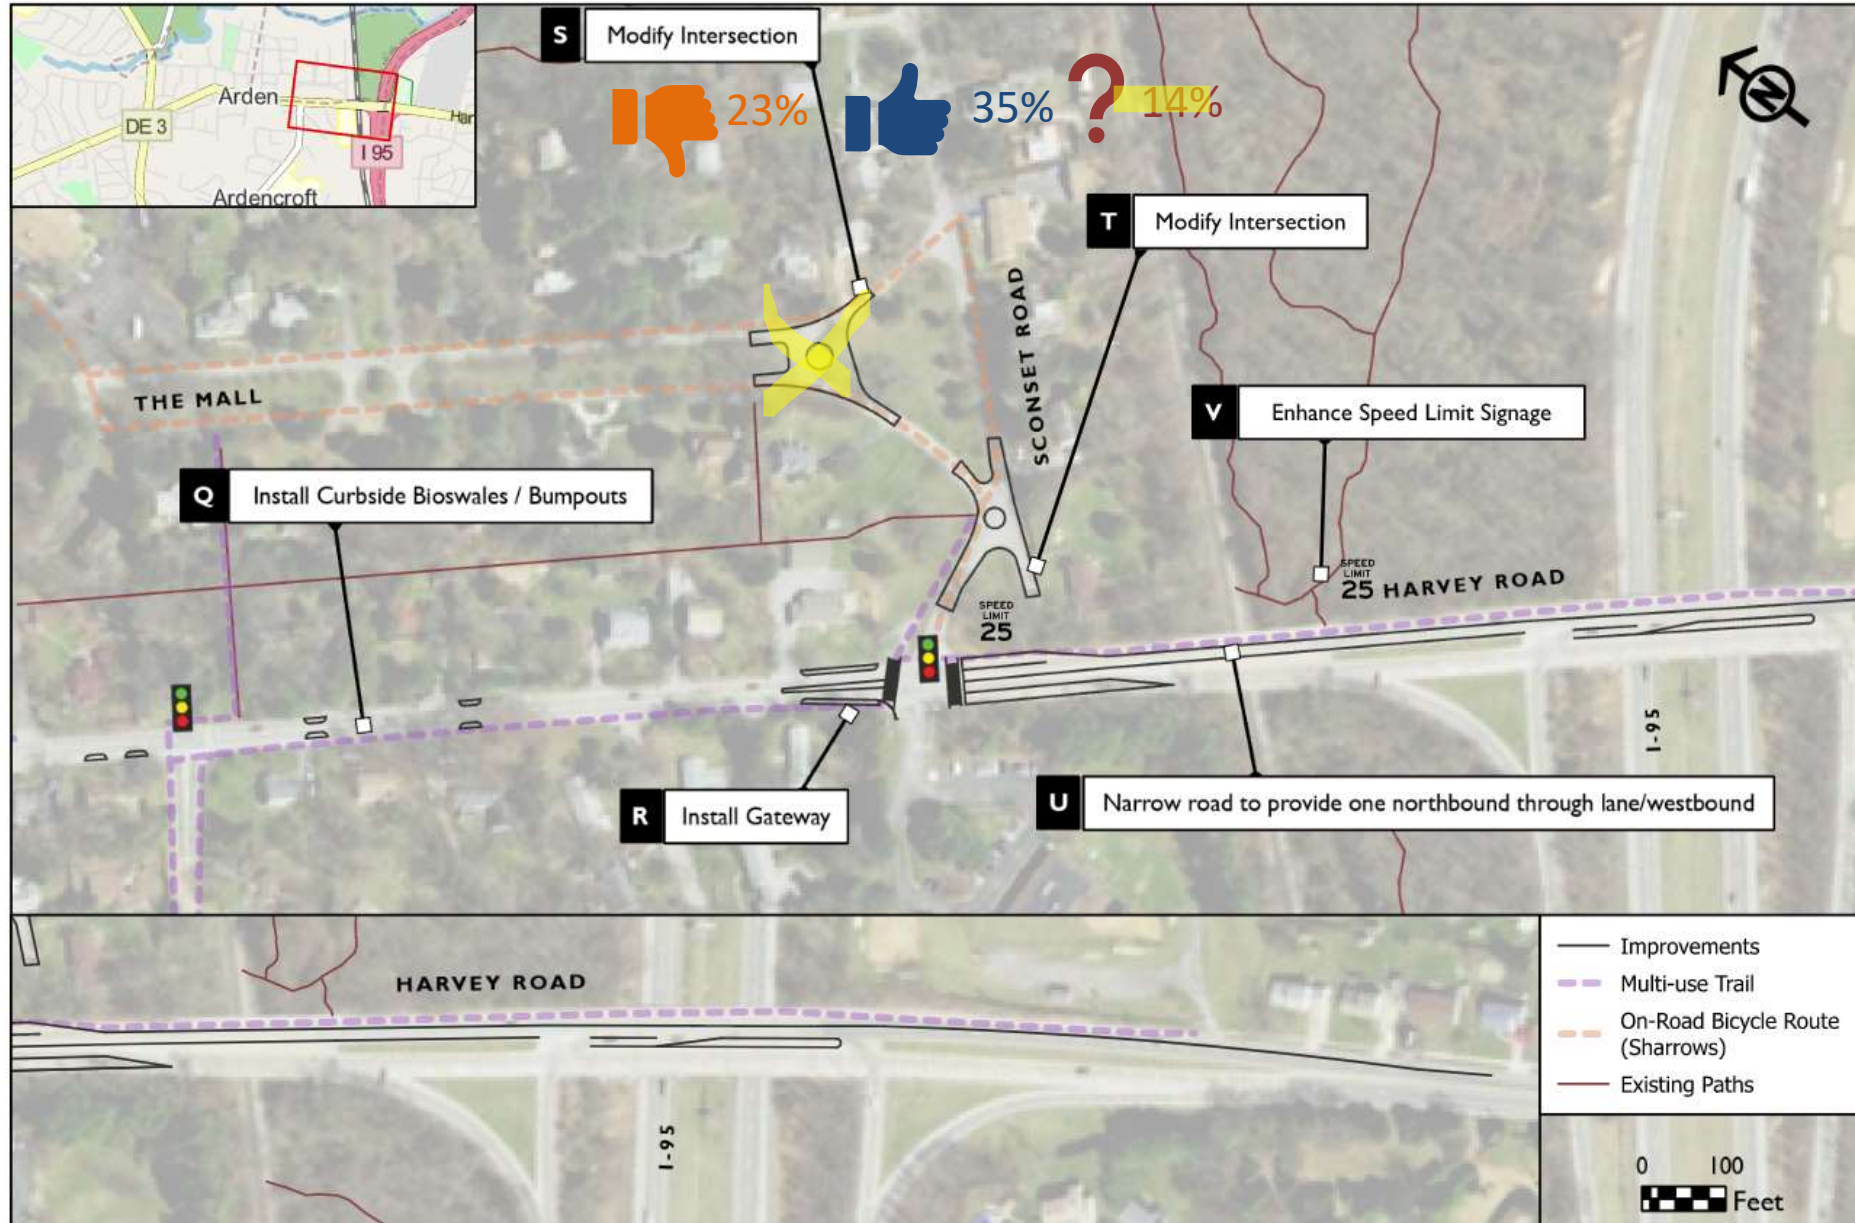 S
Modify Intersection
23%
35%
?
14%
N
Arden
DE 3
Har
I 95
Ardencroft
T
Modify Intersection
SCONSET ROAD
THE MALL
V
Enhance Speed Limit Signage
Q
Install Curbside Bioswales / Bumpouts
SPEED
LIMIT
25
HARVEY ROAD
SPEED
LIMIT
25
I-95
R
Install Gateway
U
Narrow road to provide one northbound through lane/westbound
HARVEY ROAD
I-95
Improvements
Multi-use Trail
On-Road Bicycle Route
(Sharrows)
Existing Paths
0 100
Feet